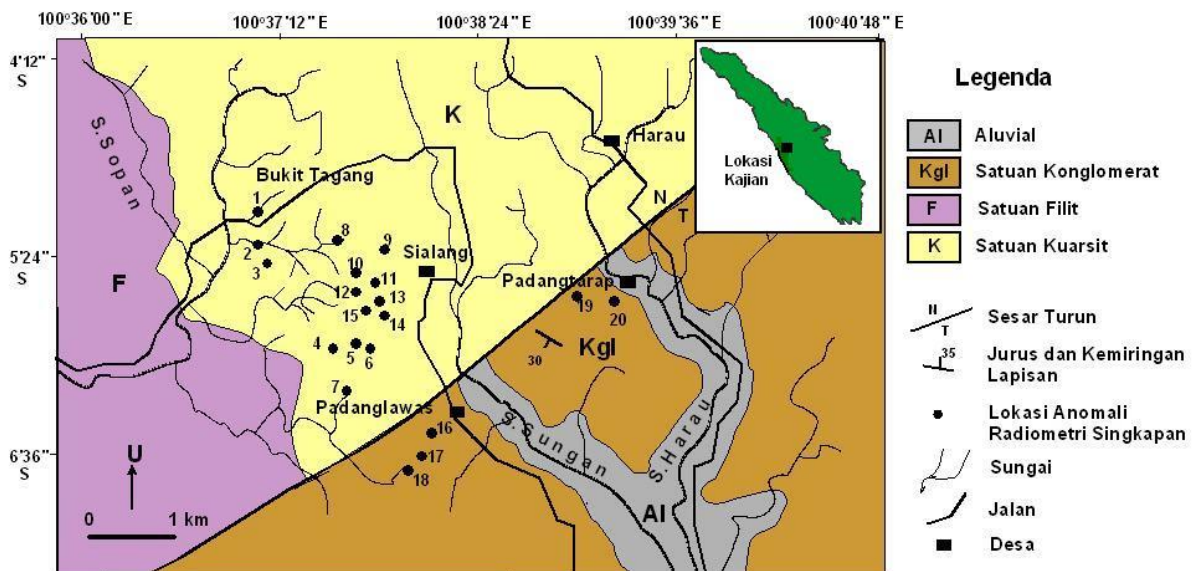 100°36'00" E 100°37'12" E 100°38'24" E 100°39'36" E 100°40'48" E
4'12" S
5'24" S
6'36" S
S.Sopan
K
Harau
Bukit Tagang
1
2
3
8
9
Sialang
10
11
12
13
15
14
4
5
6
7
F
N
T
Padangtarap
19
20
30
Kgl
Padanglawas
16
17
18
S.Sungan
S.Harau
Al
U
0 1 km
Lokasi
Kajian
Legenda
Al Aluvial
Kgl Satuan Konglomerat
F Satuan Filit
K Satuan Kuarsit
N
T
Sesar Turun
35
Jurus dan Kemiringan
Lapisan
Lokasi Anomali
Radiometri Singkapan
Sungai
Jalan
Desa